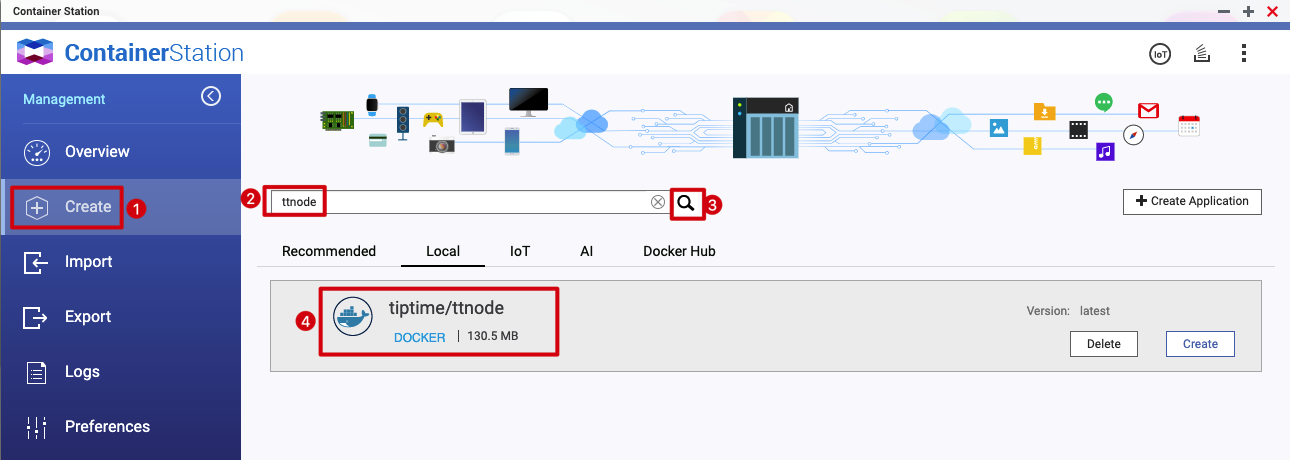 Container Station
ContainerStation
IoT
Management
Overview
Create
1
Import
Export
Logs
Preferences
2
ttnode
3
Create Application
Recommended
Local
IoT
AI
Docker Hub
4
tiptime/ttnode
DOCKER | 130.5 MB
Version: latest
Delete
Create